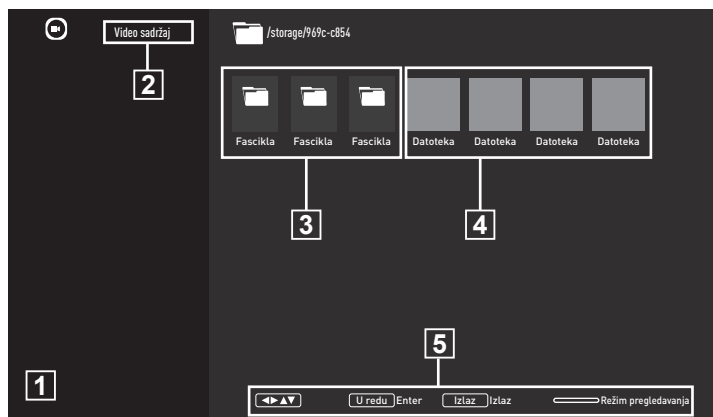 Video sadržaj
/storage/969c-c854
2
Fascikla Fascikla Fascikla Datoteka Datoteka Datoteka Datoteka
3 4
5
1
U redu Enter Izlaz Izlaz Režim pregledavanja